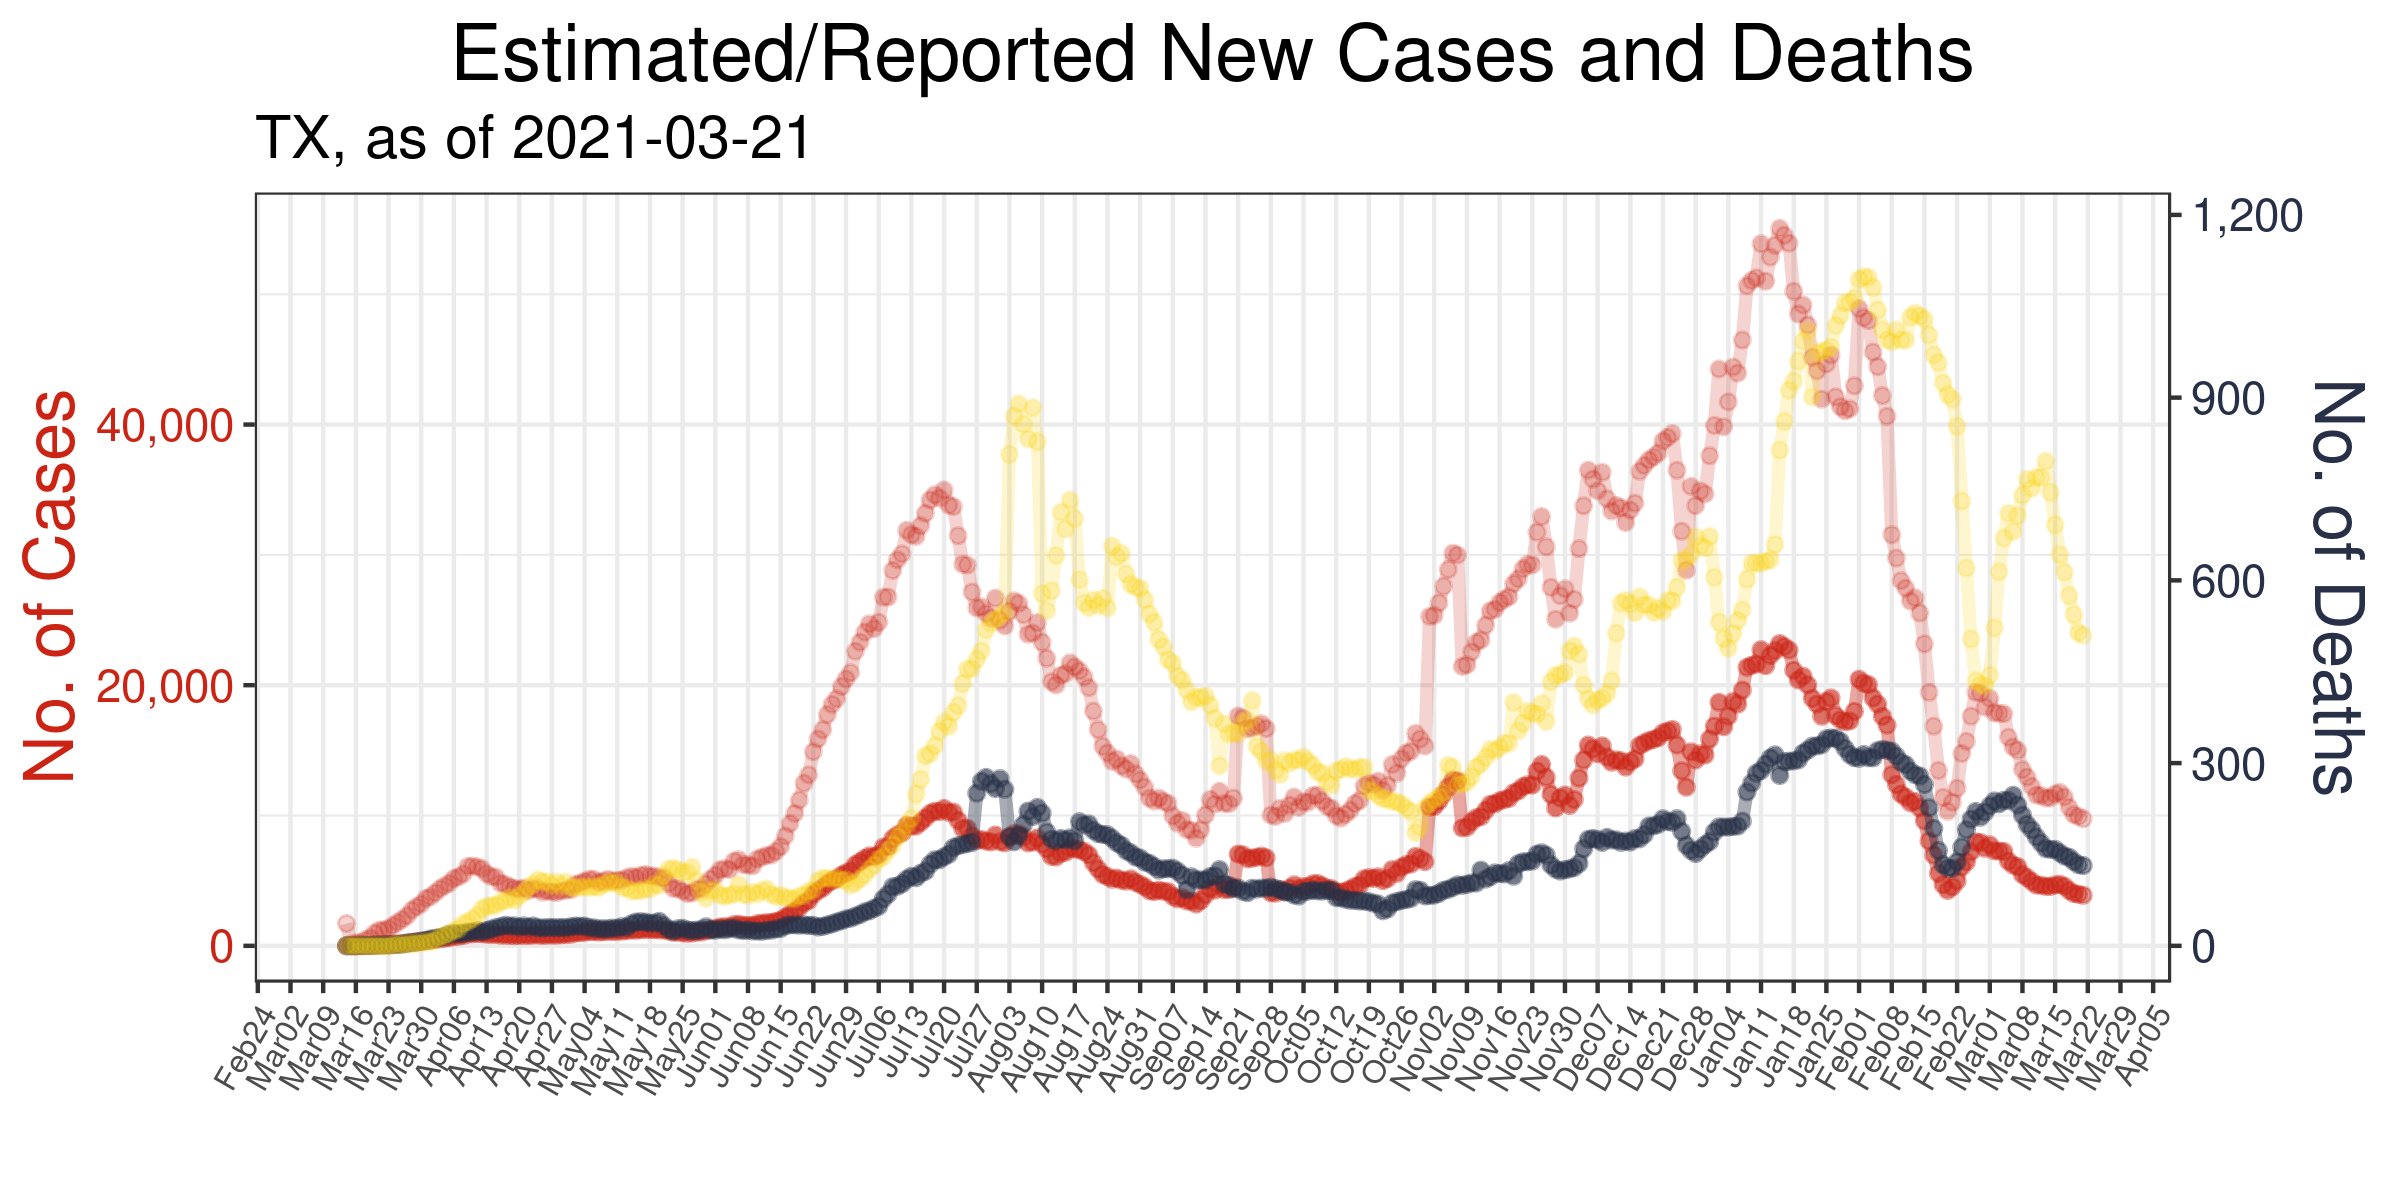 Estimated/Reported New Cases and Deaths
TX, as of 2021-03-21
No. of Cases
40,000
20,000
0
1,200
900
600
300
0
No. of Deaths
Feb24
Mar02
Mar09
Mar16
Mar23
Mar30
Apr06
Apr13
Apr20
Apr27
May04
May11
May18
May25
Jun01
Jun08
Jun15
Jun22
Jun29
Jul06
Jul13
Jul20
Jul27
Aug03
Aug10
Aug17
Aug24
Aug31
Sep07
Sep14
Sep21
Sep28
Oct05
Oct12
Oct19
Oct26
Nov02
Nov09
Nov16
Nov23
Nov30
Dec07
Dec14
Dec21
Dec28
Jan04
Jan11
Jan18
Jan25
Feb01
Feb08
Feb15
Feb22
Mar01
Mar08
Mar15
Mar22
Mar29
Apr05